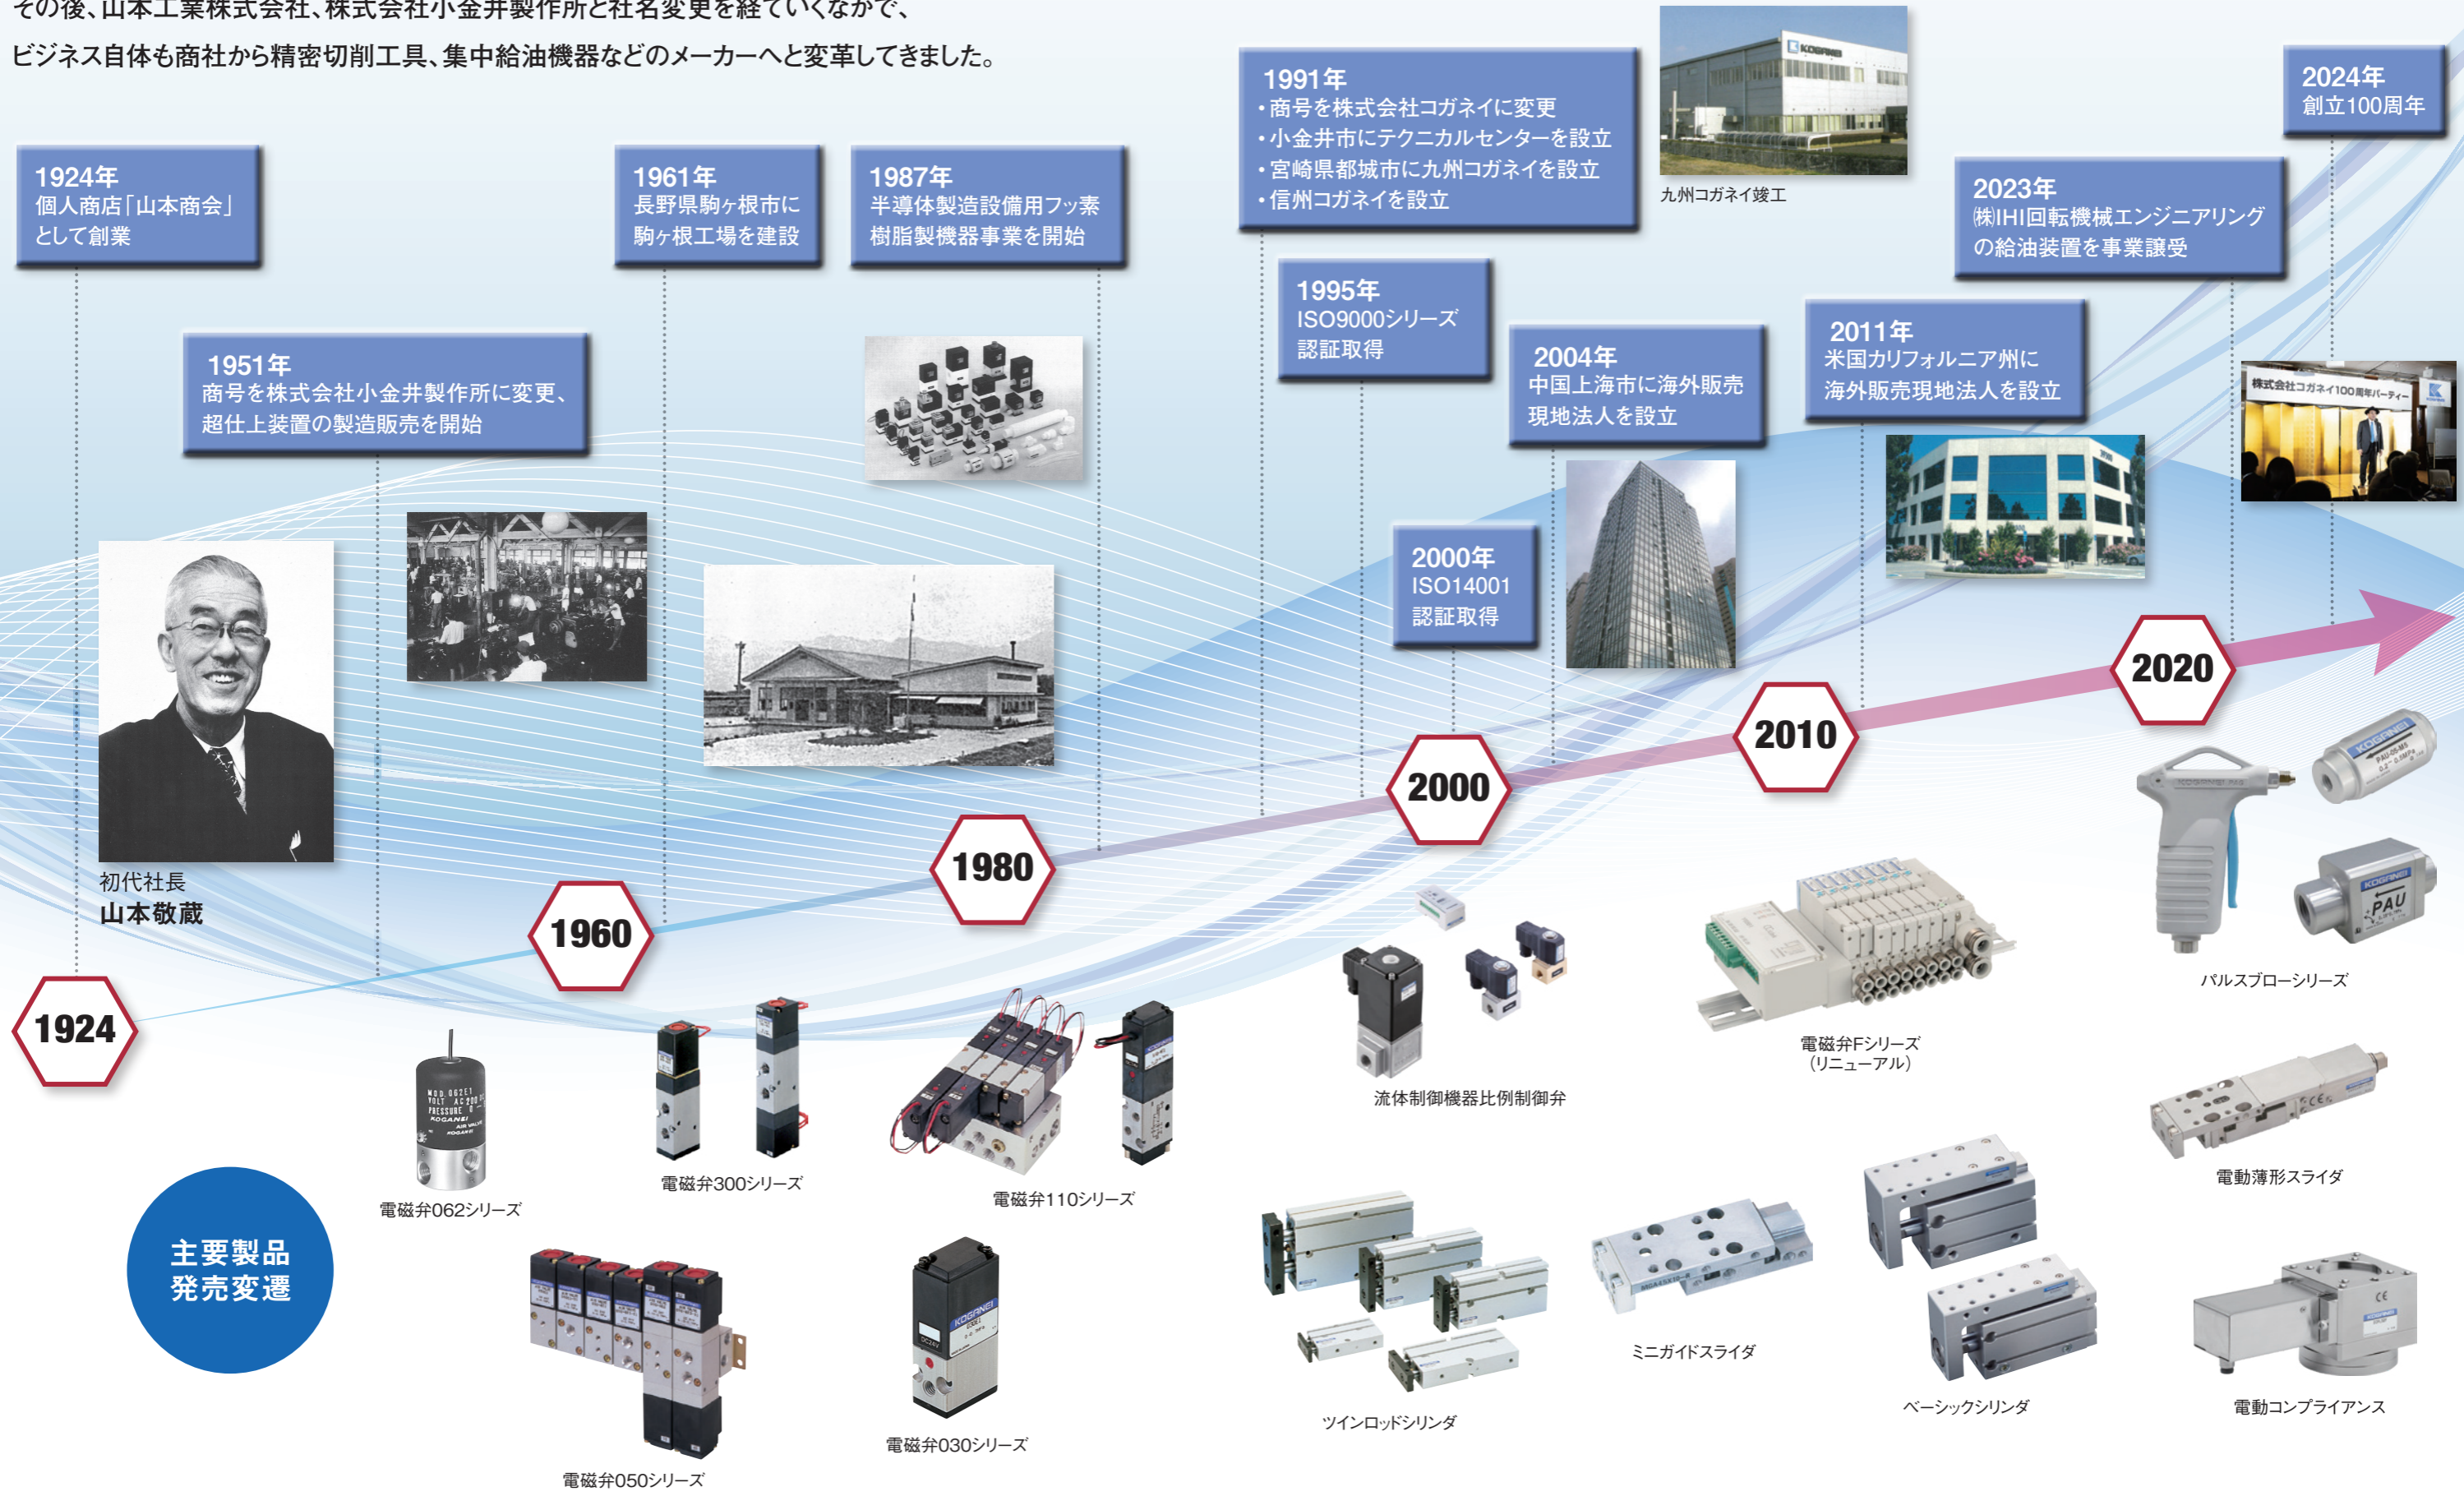 その後、山本工業株式会社、株式会社小金井製作所と社名変更を経ていくなかで、
ビジネス自体も商社から精密切削工具、集中給油機器などのメーカーへと変革してきました。
1924年
個人商店「山本商会」
として創業
1951年
商号を株式会社小金井製作所に変更、
超仕上装置の製造販売を開始
1961年
長野県駒ヶ根市に
駒ヶ根工場を建設
1987年
半導体製造設備用フッ素
樹脂製機器事業を開始
1991年
・商号を株式会社コガネイに変更
・小金井市にテクニカルセンターを設立
・宮崎県都城市に九州コガネイを設立
・信州コガネイを設立
KOGANEI
九州コガネイ竣工
1995年
ISO9000シリーズ
認証取得
2000年
ISO14001
認証取得
2004年
中国上海市に海外販売
現地法人を設立
2011年
米国カリフォルニア州に
海外販売現地法人を設立
2023年
㈱IHI回転機械エンジニアリング
の給油装置を事業譲受
2024年
創立100周年
株式会社コガネイ100周年パーティー
初代社長
山本敬蔵
1924
1960
1980
2000
2010
2020
主要製品
発売変遷
MOD. 062E1
VOLT AC200
PRESSURE 0
KOGANEI
AIR VALVE
KOGANEI
電磁弁062シリーズ
電磁弁300シリーズ
電磁弁110シリーズ
電磁弁050シリーズ
KOGANEI
030E1
DC24V
電磁弁030シリーズ
流体制御機器比例制御弁
ツインロッドシリンダ
電磁弁Fシリーズ
(リニューアル)
ミニガイドスライダ
ベーシックシリンダ
KOGANEI
KOGANEI
PAU-05-M5
KOGANEI
PAU
パルスブローシリーズ
電動薄形スライダ
CE
電動コンプライアンス